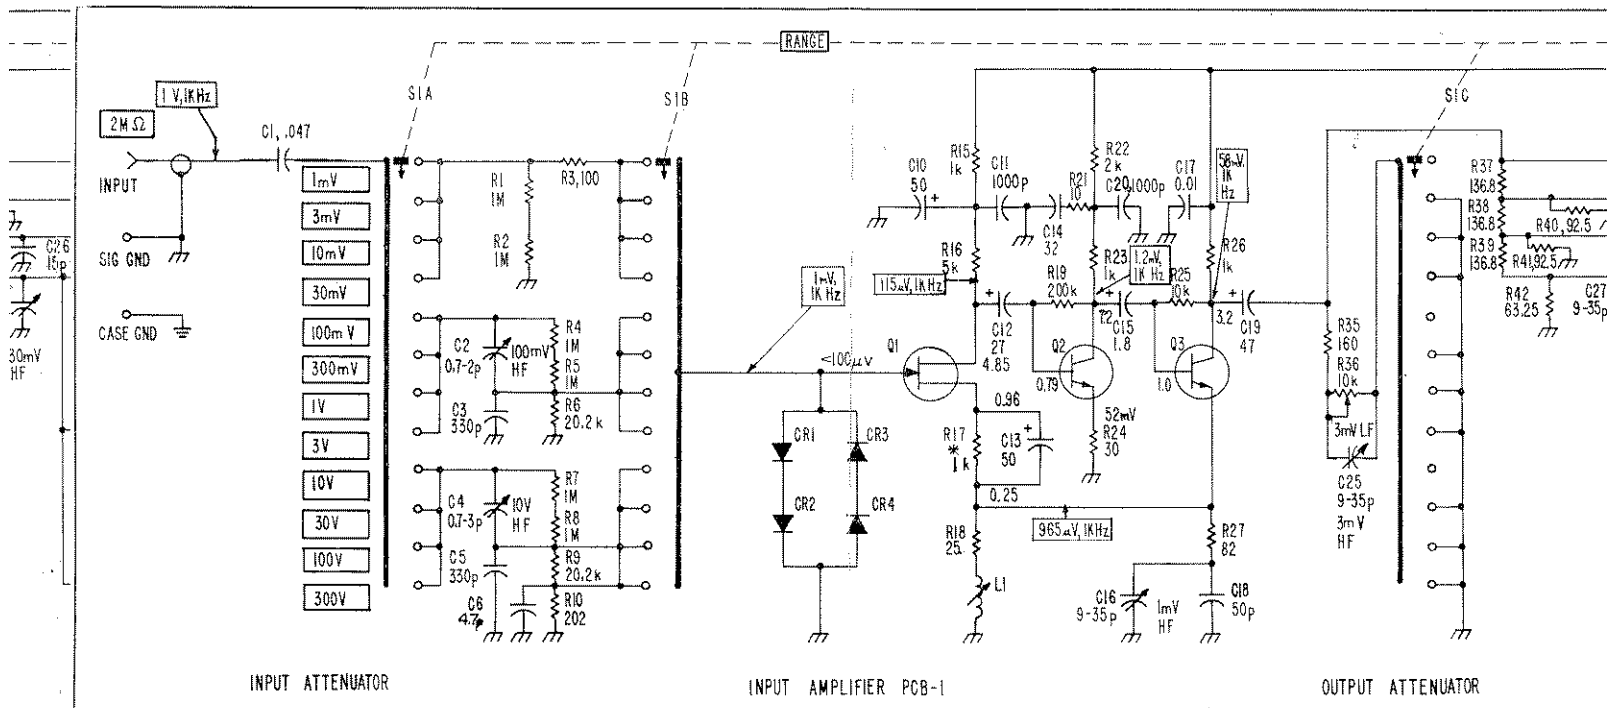 RANGE
S1A
S1B
S1C
1 V, 1KHz
2MΩ
C1, .047
INPUT
SIG GND
CASE GND
C26
15p
30mV
HF
1mV
3mV
10mV
30mV
100mV
300mV
1V
3V
10V
30V
100V
300V
R1
1M
R2
1M
R3, 100
C2
0.7-2p
100mV
HF
R4
1M
R5
1M
C3
330p
R6
20.2k
C4
0.7-3p
10V
HF
R7
1M
R8
1M
C5
330p
R9
20.2k
C6
4.7p
R10
202
1mV,
1KHz
<100μv
CR1
CR2
CR3
CR4
C10
50
+
R15
1k
C11
1000p
R16
5k
115μV, 1KHz
C14
32
R21
10
R22
2k
C20
1000p
C17
0.01
58mV,
1K
Hz
R23
1k
1.2mV,
1K Hz
R26
1k
R19
200k
R25
10k
+
C12
27
4.85
+
C15
1.8
+
3.2
C19
47
Q1
Q2
Q3
0.79
1.0
0.96
R17
*
1k
+
C13
50
52mV
R24
30
0.25
965μV, 1KHz
R18
25
L1
R27
82
C16
9-35p
1mV
HF
C18
50p
R35
160
R36
10k
3mV LF
C25
9-35p
3mV
HF
R37
136.8
R38
136.8
R39
136.8
R40, 92.5
R41, 92.5
R42
63.25
C27
9-35p
INPUT ATTENUATOR
INPUT AMPLIFIER PCB-1
OUTPUT ATTENUATOR